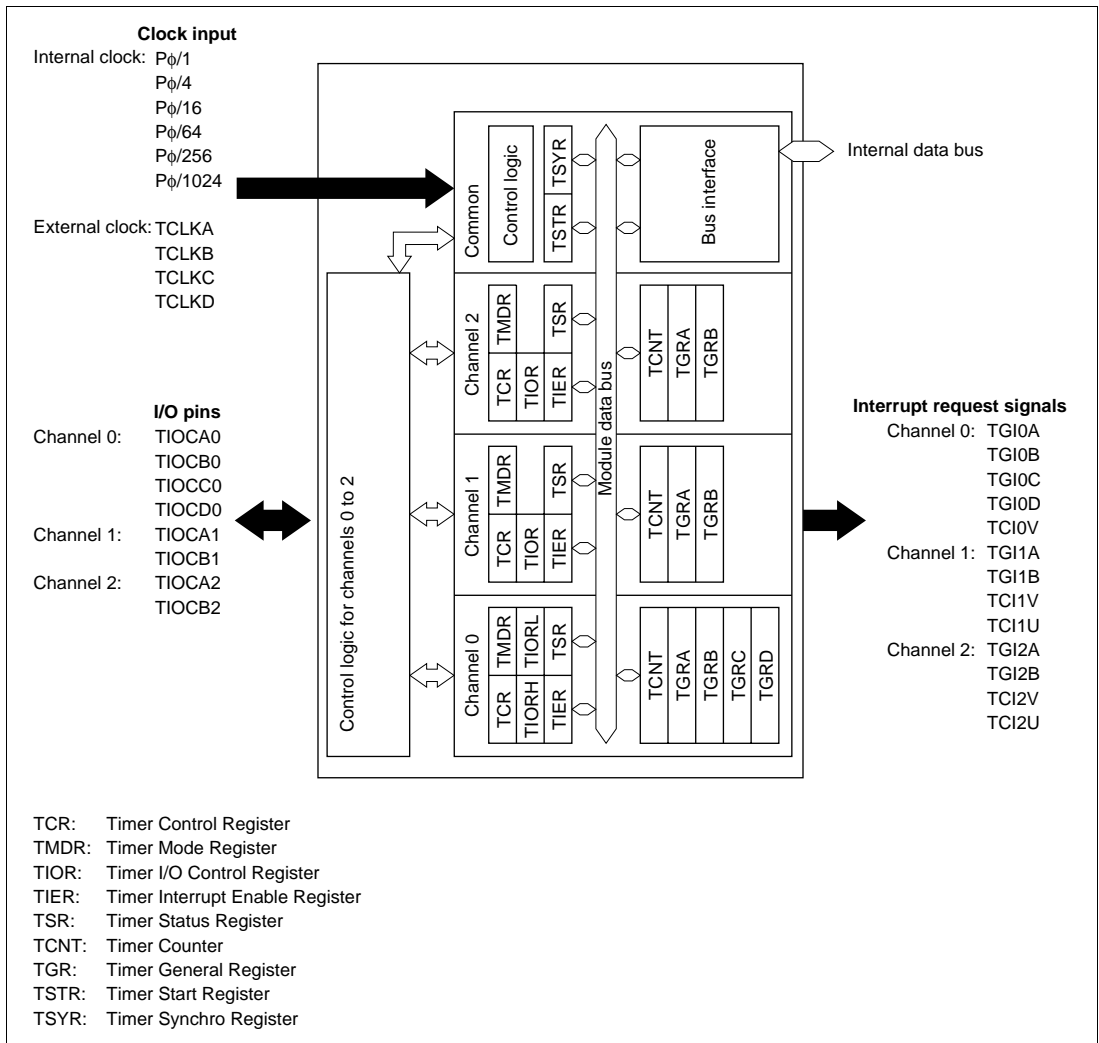 Clock input
Internal clock: Pφ/1
Pφ/4
Pφ/16
Pφ/64
Pφ/256
Pφ/1024
External clock: TCLKA
TCLKB
TCLKC
TCLKD
I/O pins
Channel 0: TIOCA0
TIOCB0
TIOCC0
TIOCD0
Channel 1: TIOCA1
TIOCB1
Channel 2: TIOCA2
TIOCB2
Control logic for channels 0 to 2
Common
Control logic
TSTR TSYR
Bus interface
Module data bus
Internal data bus
Channel 2
TCR TMDR
TIOR
TIER TSR
TCNT
TGRA
TGRB
Channel 1
TCR TMDR
TIOR
TIER TSR
TCNT
TGRA
TGRB
Channel 0
TCR TMDR
TIORH TIORL
TIER TSR
TCNT
TGRA
TGRB
TGRC
TGRD
Interrupt request signals
Channel 0: TGI0A
TGI0B
TGI0C
TGI0D
TCI0V
Channel 1: TGI1A
TGI1B
TCI1V
TCI1U
Channel 2: TGI2A
TGI2B
TCI2V
TCI2U
TCR: Timer Control Register
TMDR: Timer Mode Register
TIOR: Timer I/O Control Register
TIER: Timer Interrupt Enable Register
TSR: Timer Status Register
TCNT: Timer Counter
TGR: Timer General Register
TSTR: Timer Start Register
TSYR: Timer Synchro Register